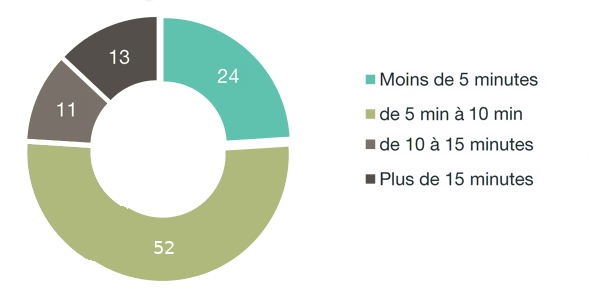 13
24
11
52
Moins de 5 minutes
de 5 min à 10 min
de 10 à 15 minutes
Plus de 15 minutes